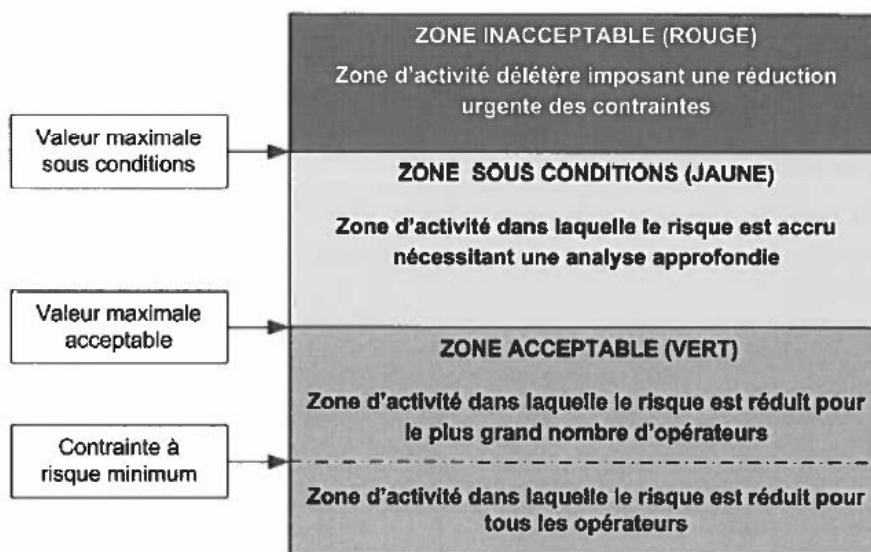 ZONE INACCEPTABLE (ROUGE)
Zone d'activité délétère imposant une réduction
urgente des contraintes
Valeur maximale
sous conditions
ZONE SOUS CONDITIONS (JAUNE)
Zone d'activité dans laquelle le risque est accru
nécessitant une analyse approfondie
Valeur maximale
acceptable
ZONE ACCEPTABLE (VERT)
Zone d'activité dans laquelle le risque est réduit pour
le plus grand nombre d'opérateurs
Contrainte à
risque minimum
Zone d'activité dans laquelle le risque est réduit pour
tous les opérateurs